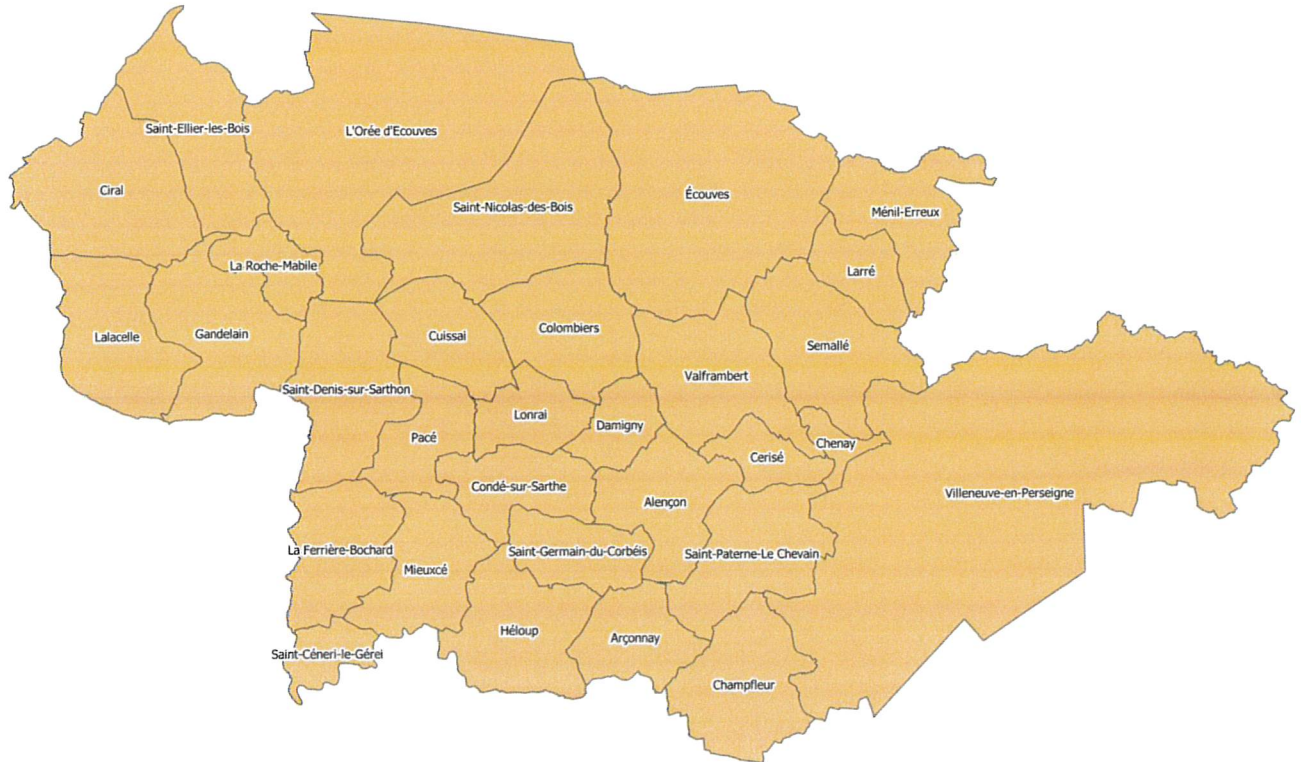 Saint-Ellier-les-Bois
L'Orée d'Ecouves
Ciral
Écouves
Saint-Nicolas-des-Bois
Ménil-Erreux
La Roche-Mabile
Larré
Lalacelle
Gandelain
Cuissai
Colombiers
Semallé
Valframbert
Saint-Denis-sur-Sarthon
Lonrai
Damigny
Pacé
Chenay
Cerisé
Condé-sur-Sarthe
Villeneuve-en-Perseigne
Alençon
La Ferrière-Bochard
Saint-Germain-du-Corbéis
Saint-Paterne-Le Chevain
Mieuxcé
Héloup
Arçonnay
Saint-Céneri-le-Gérei
Champfleur